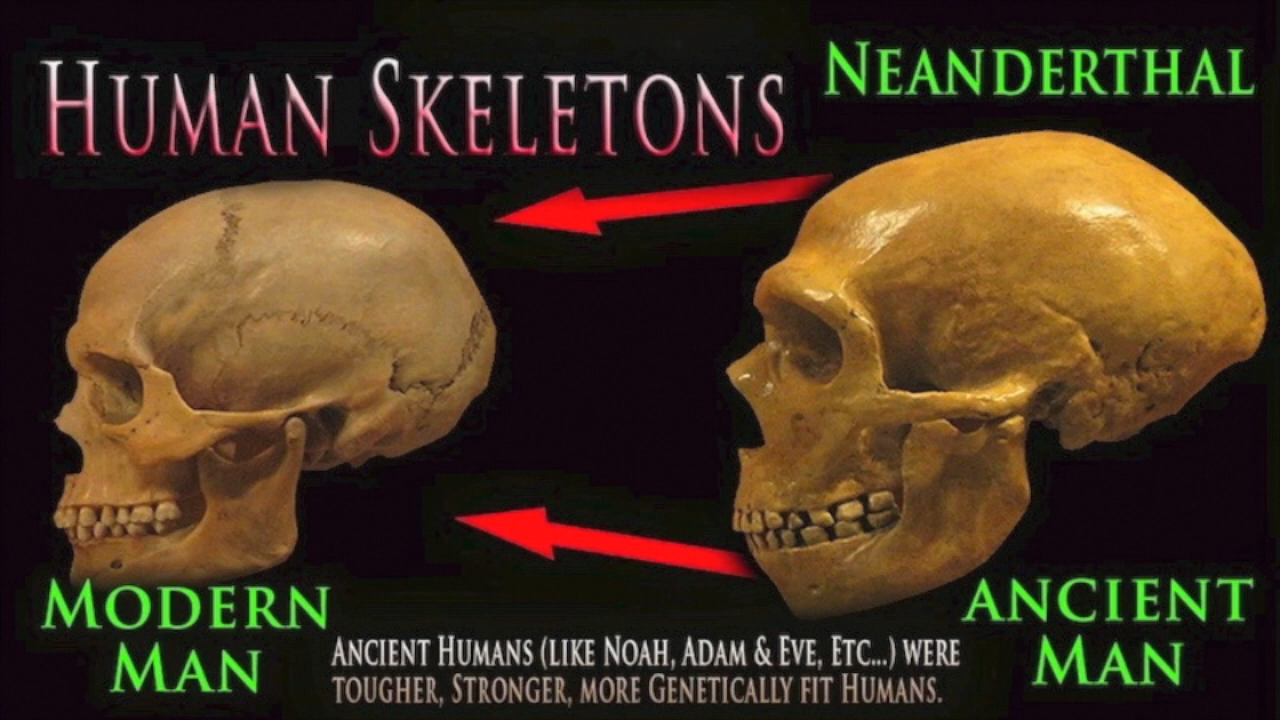 HUMAN SKELETONS
NEANDERTHAL
MODERN
MAN
ANCIENT
MAN
ANCIENT HUMANS (LIKE NOAH, ADAM & EVE, ETC...) WERE
TOUGHER, STRONGER, MORE GENETICALLY FIT HUMANS.